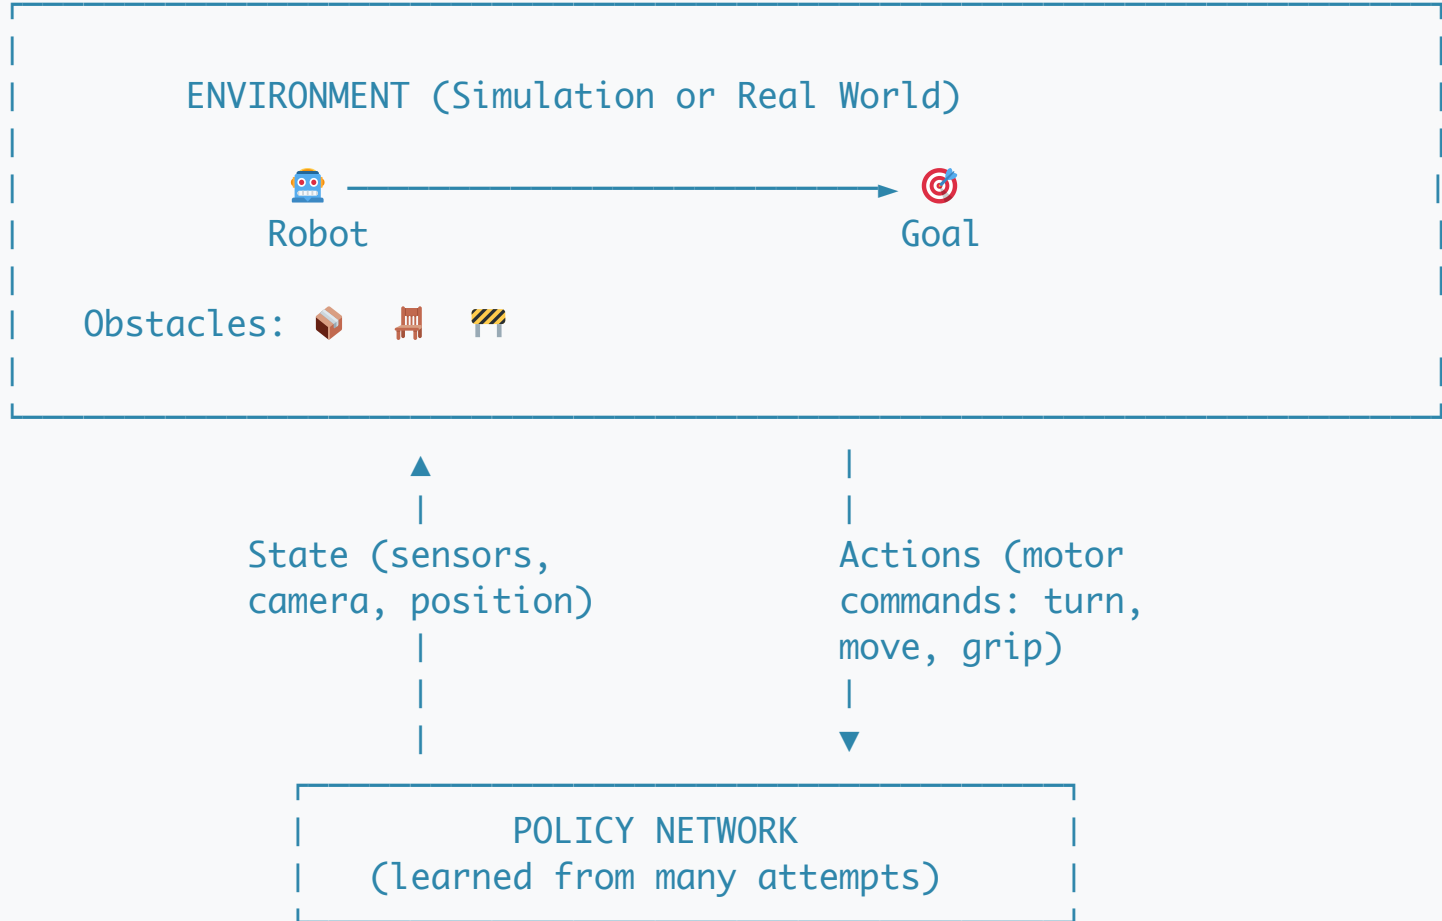 ENVIRONMENT (Simulation or Real World)
Robot
Goal
Obstacles:
State (sensors,
camera, position)
Actions (motor
commands: turn,
move, grip)
POLICY NETWORK
(learned from many attempts)